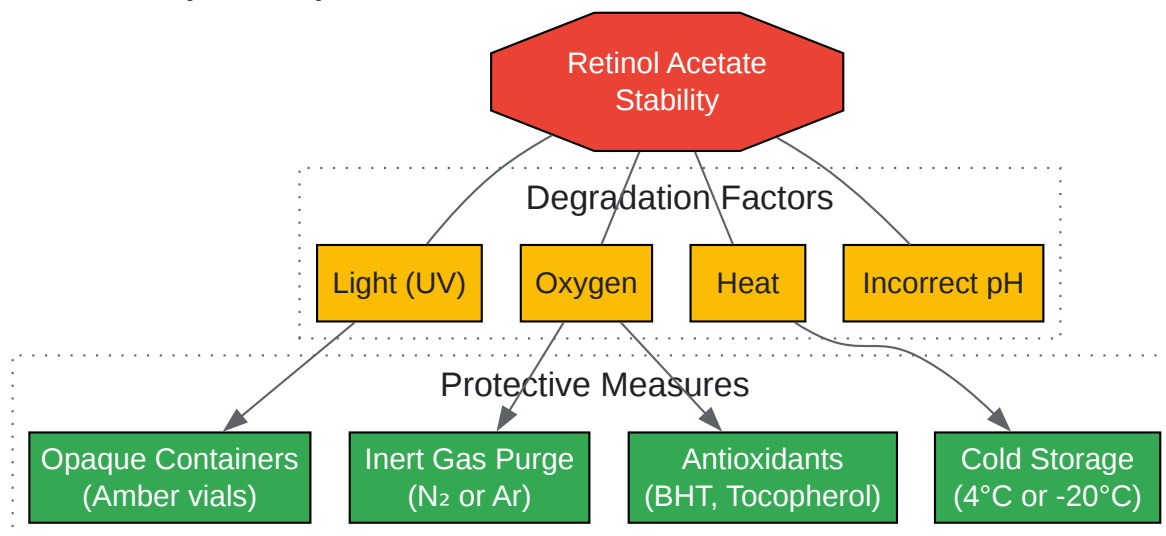 Retinol Acetate
Stability
Degradation Factors
Light (UV)
Oxygen
Heat
Incorrect pH
Protective Measures
Opaque Containers
(Amber vials)
Inert Gas Purge
(N₂ or Ar)
Antioxidants
(BHT, Tocopherol)
Cold Storage
(4°C or -20°C)